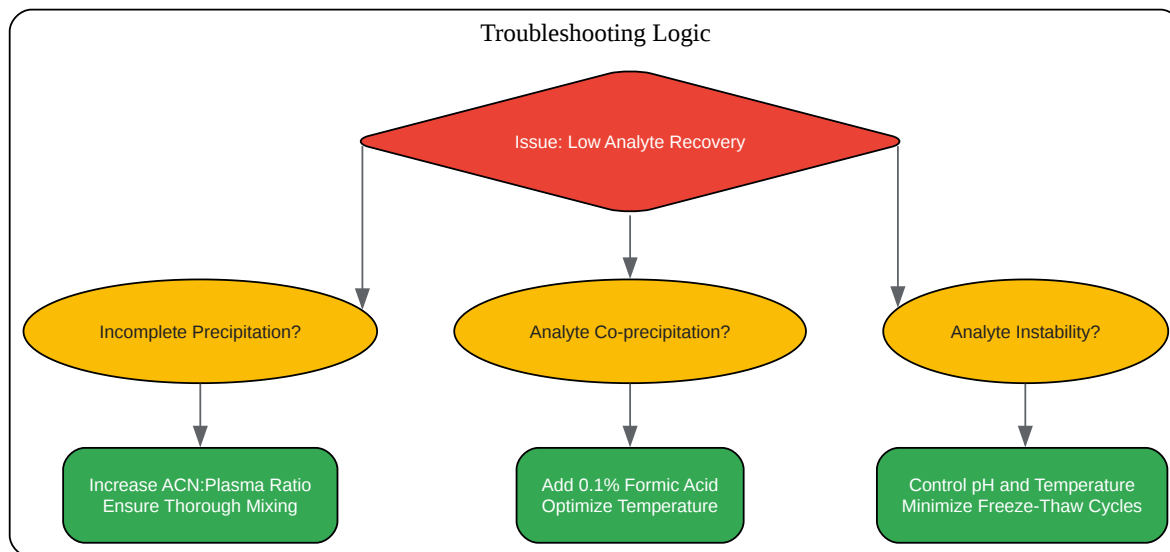 Troubleshooting Logic
Issue: Low Analyte Recovery
Incomplete Precipitation?
Analyte Co-precipitation?
Analyte Instability?
Increase ACN:Plasma Ratio
Ensure Thorough Mixing
Add 0.1% Formic Acid
Optimize Temperature
Control pH and Temperature
Minimize Freeze-Thaw Cycles